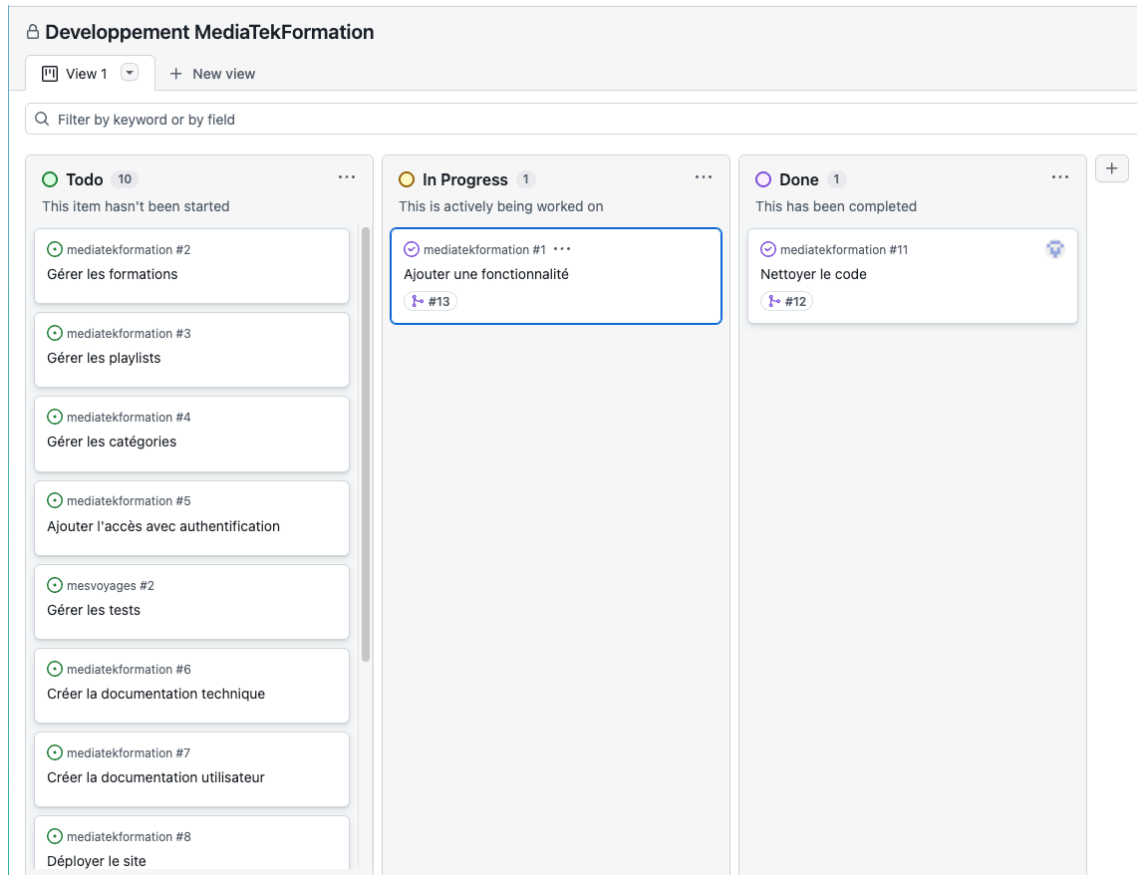 Developpement MediaTekFormation
View 1
New view
Filter by keyword or by field
Todo 10
This item hasn't been started
mediatekformation #2
Gérer les formations
mediatekformation #3
Gérer les playlists
mediatekformation #4
Gérer les catégories
mediatekformation #5
Ajouter l'accès avec authentification
mesvoyages #2
Gérer les tests
mediatekformation #6
Créer la documentation technique
mediatekformation #7
Créer la documentation utilisateur
mediatekformation #8
Déployer le site
In Progress 1
This is actively being worked on
mediatekformation #1
Ajouter une fonctionnalité
#13
Done 1
This has been completed
mediatekformation #11
Nettoyer le code
#12